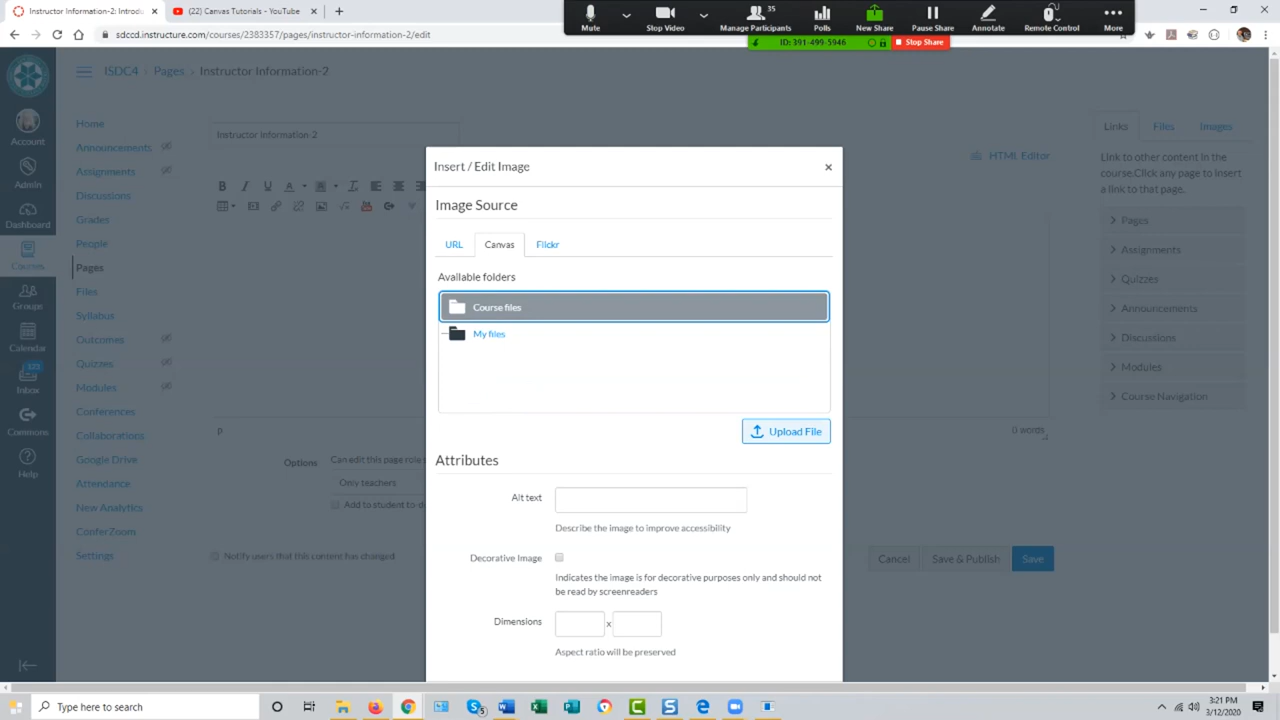 Instructor Information-2: Introdu
(22) Canvas Tutorials - YouTube
sdccd.instructure.com/courses/2383357/pages/instructor-information-2/edit
Mute
Stop Video
35
Manage Participants
Polls
New Share
Pause Share
Annotate
Remote Control
More
ID: 391-499-5946
Stop Share
ISDC4
Pages
Instructor Information-2
Account
Admin
Dashboard
Courses
Groups
Calendar
Inbox
Commons
Help
Home
Announcements
Assignments
Discussions
Grades
People
Pages
Files
Syllabus
Outcomes
Quizzes
Modules
Conferences
Collaborations
Google Drive
Attendance
New Analytics
ConferZoom
Settings
Instructor Information-2
HTML Editor
p
0 words
Options
Can edit this page role
Only teachers
Add to student to-d
Notify users that this content has changed
Cancel
Save & Publish
Save
Insert / Edit Image
Image Source
URL
Canvas
Flickr
Available folders
Course files
My files
Upload File
Attributes
Alt text
Describe the image to improve accessibility
Decorative Image
Indicates the image is for decorative purposes only and should not
be read by screenreaders
Dimensions
x
Aspect ratio will be preserved
Links
Files
Images
Link to other content in the
course.Click any page to insert
a link to that page.
Pages
Assignments
Quizzes
Announcements
Discussions
Modules
Course Navigation
Type here to search
3:21 PM
3/12/2020